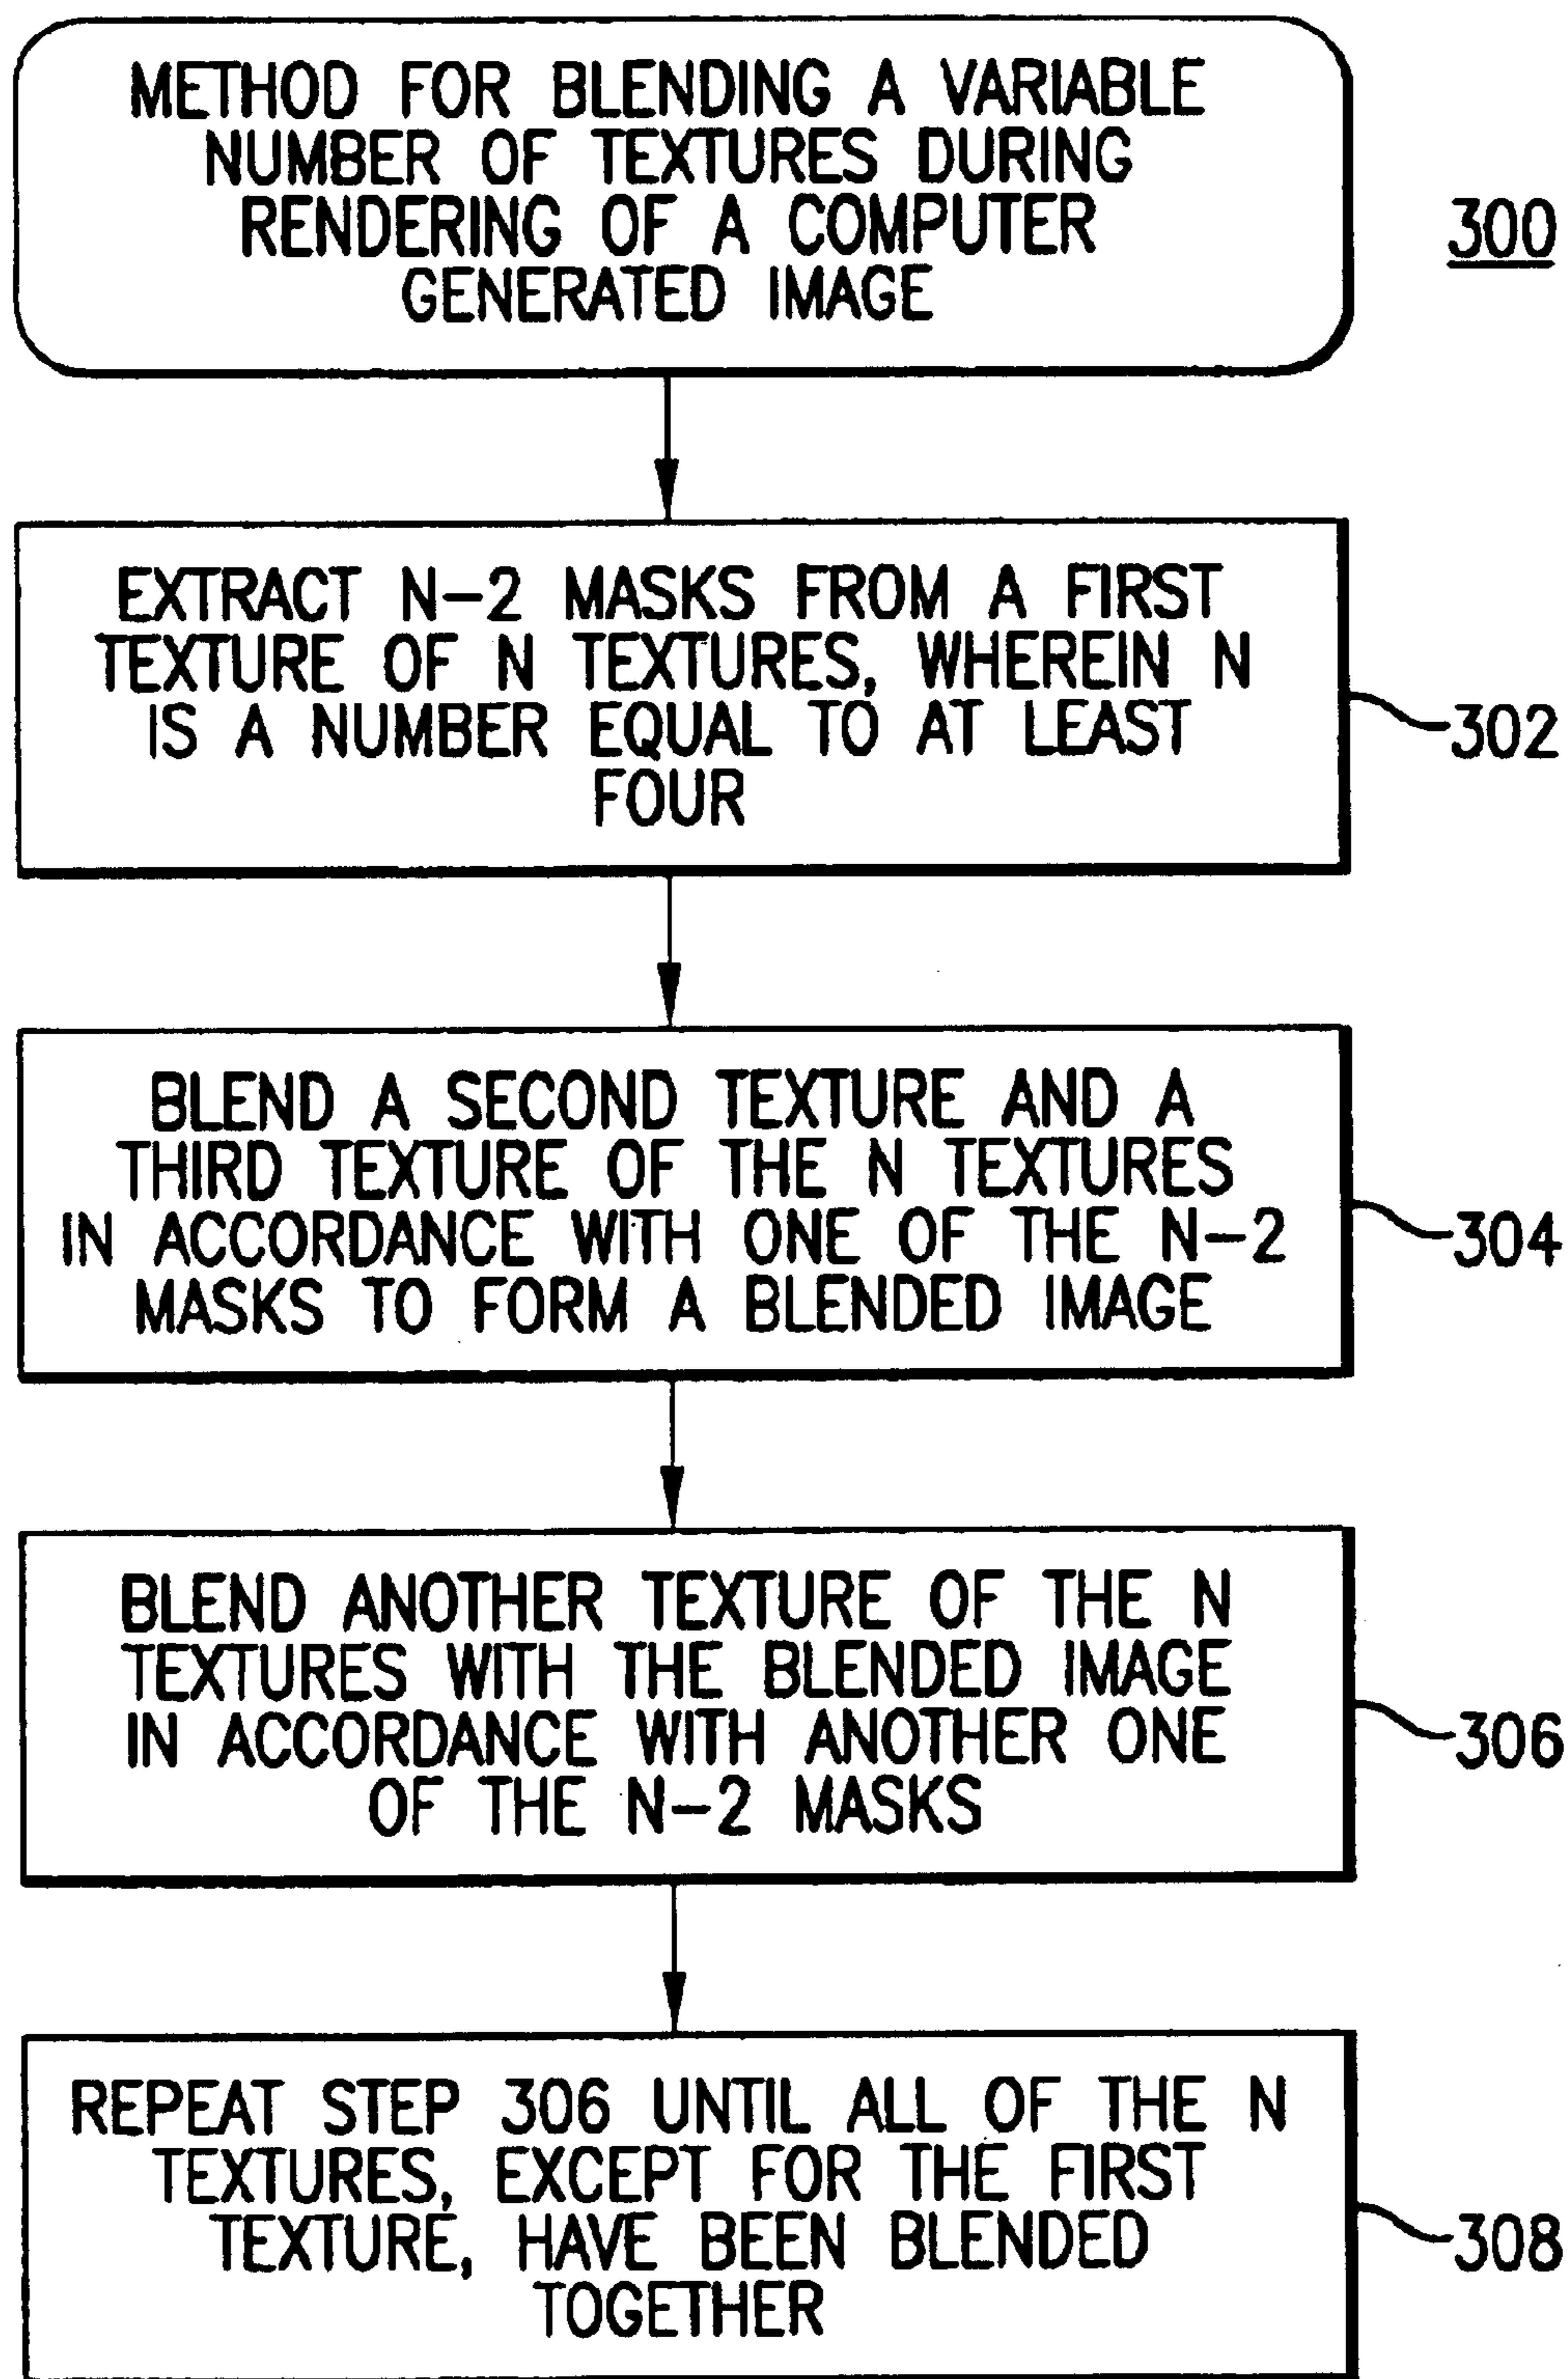 METHOD FOR BLENDING A VARIABLE
NUMBER OF TEXTURES DURING
RENDERING OF A COMPUTER
GENERATED IMAGE
300
EXTRACT N-2 MASKS FROM A FIRST
TEXTURE OF N TEXTURES, WHEREIN N
IS A NUMBER EQUAL TO AT LEAST
FOUR
302
BLEND A SECOND TEXTURE AND A
THIRD TEXTURE OF THE N TEXTURES
IN ACCORDANCE WITH ONE OF THE N-2
MASKS TO FORM A BLENDED IMAGE
304
BLEND ANOTHER TEXTURE OF THE N
TEXTURES WITH THE BLENDED IMAGE
IN ACCORDANCE WITH ANOTHER ONE
OF THE N-2 MASKS
306
REPEAT STEP 306 UNTIL ALL OF THE N
TEXTURES, EXCEPT FOR THE FIRST
TEXTURE, HAVE BEEN BLENDED
TOGETHER
308